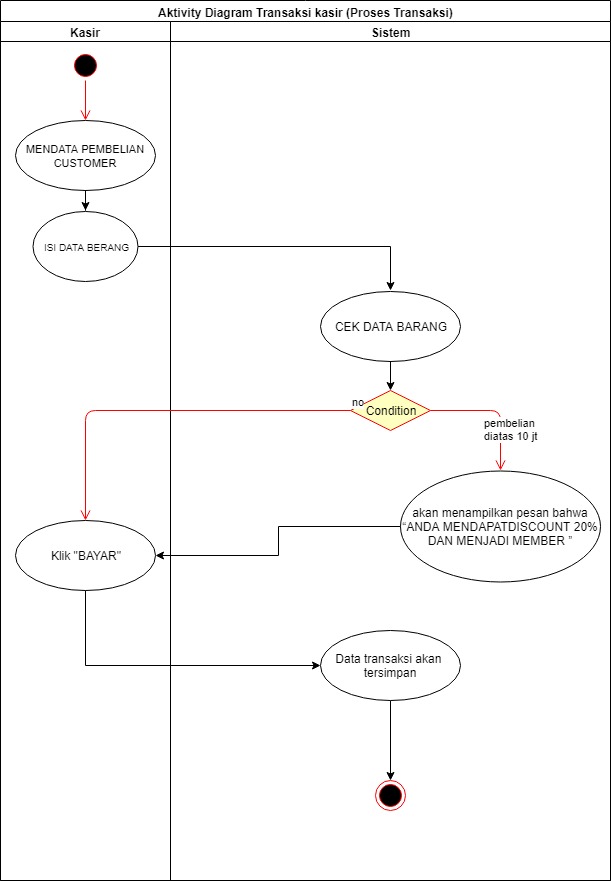 Aktivity Diagram Transaksi kasir (Proses Transaksi)
Kasir
Sistem
MENDATA PEMBELIAN
CUSTOMER
ISI DATA BERANG
CEK DATA BARANG
no
Condition
pembelian
diatas 10 jt
akan menampilkan pesan bahwa
“ANDA MENDAPATDISCOUNT 20%
DAN MENJADI MEMBER ”
Klik "BAYAR"
Data transaksi akan
tersimpan